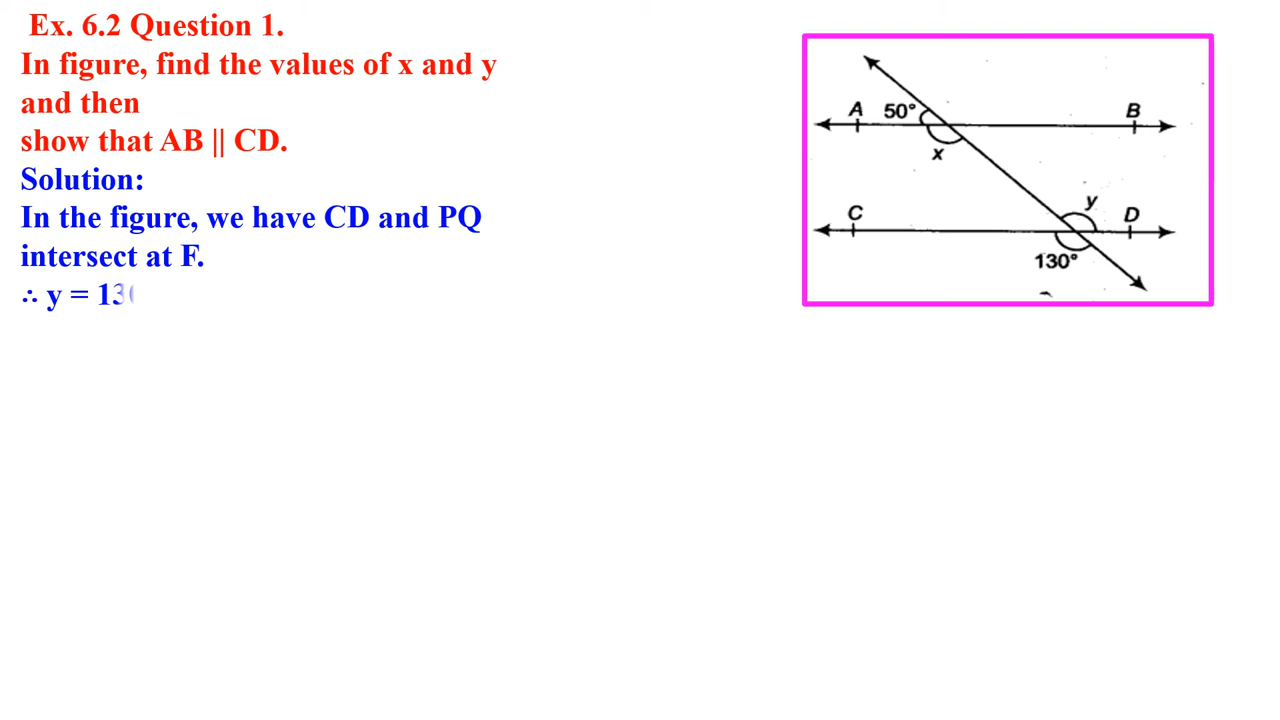 Ex. 6.2 Question 1.
In figure, find the values of x and y
and then
show that AB || CD.
Solution:
In the figure, we have CD and PQ
intersect at F.
∴ y = 13
A 50° B
x
y
C D
130°